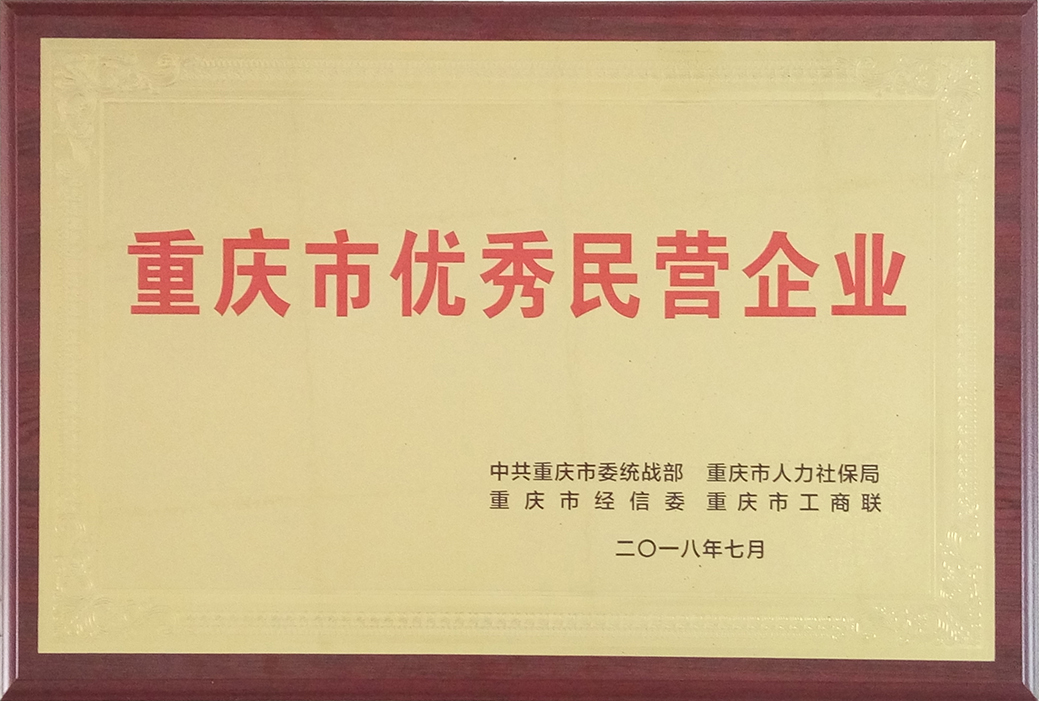 重庆市优秀民营企业
中共重庆市委统战部 重庆市人力社保局
重庆市经信委 重庆市工商联
二〇一八年七月